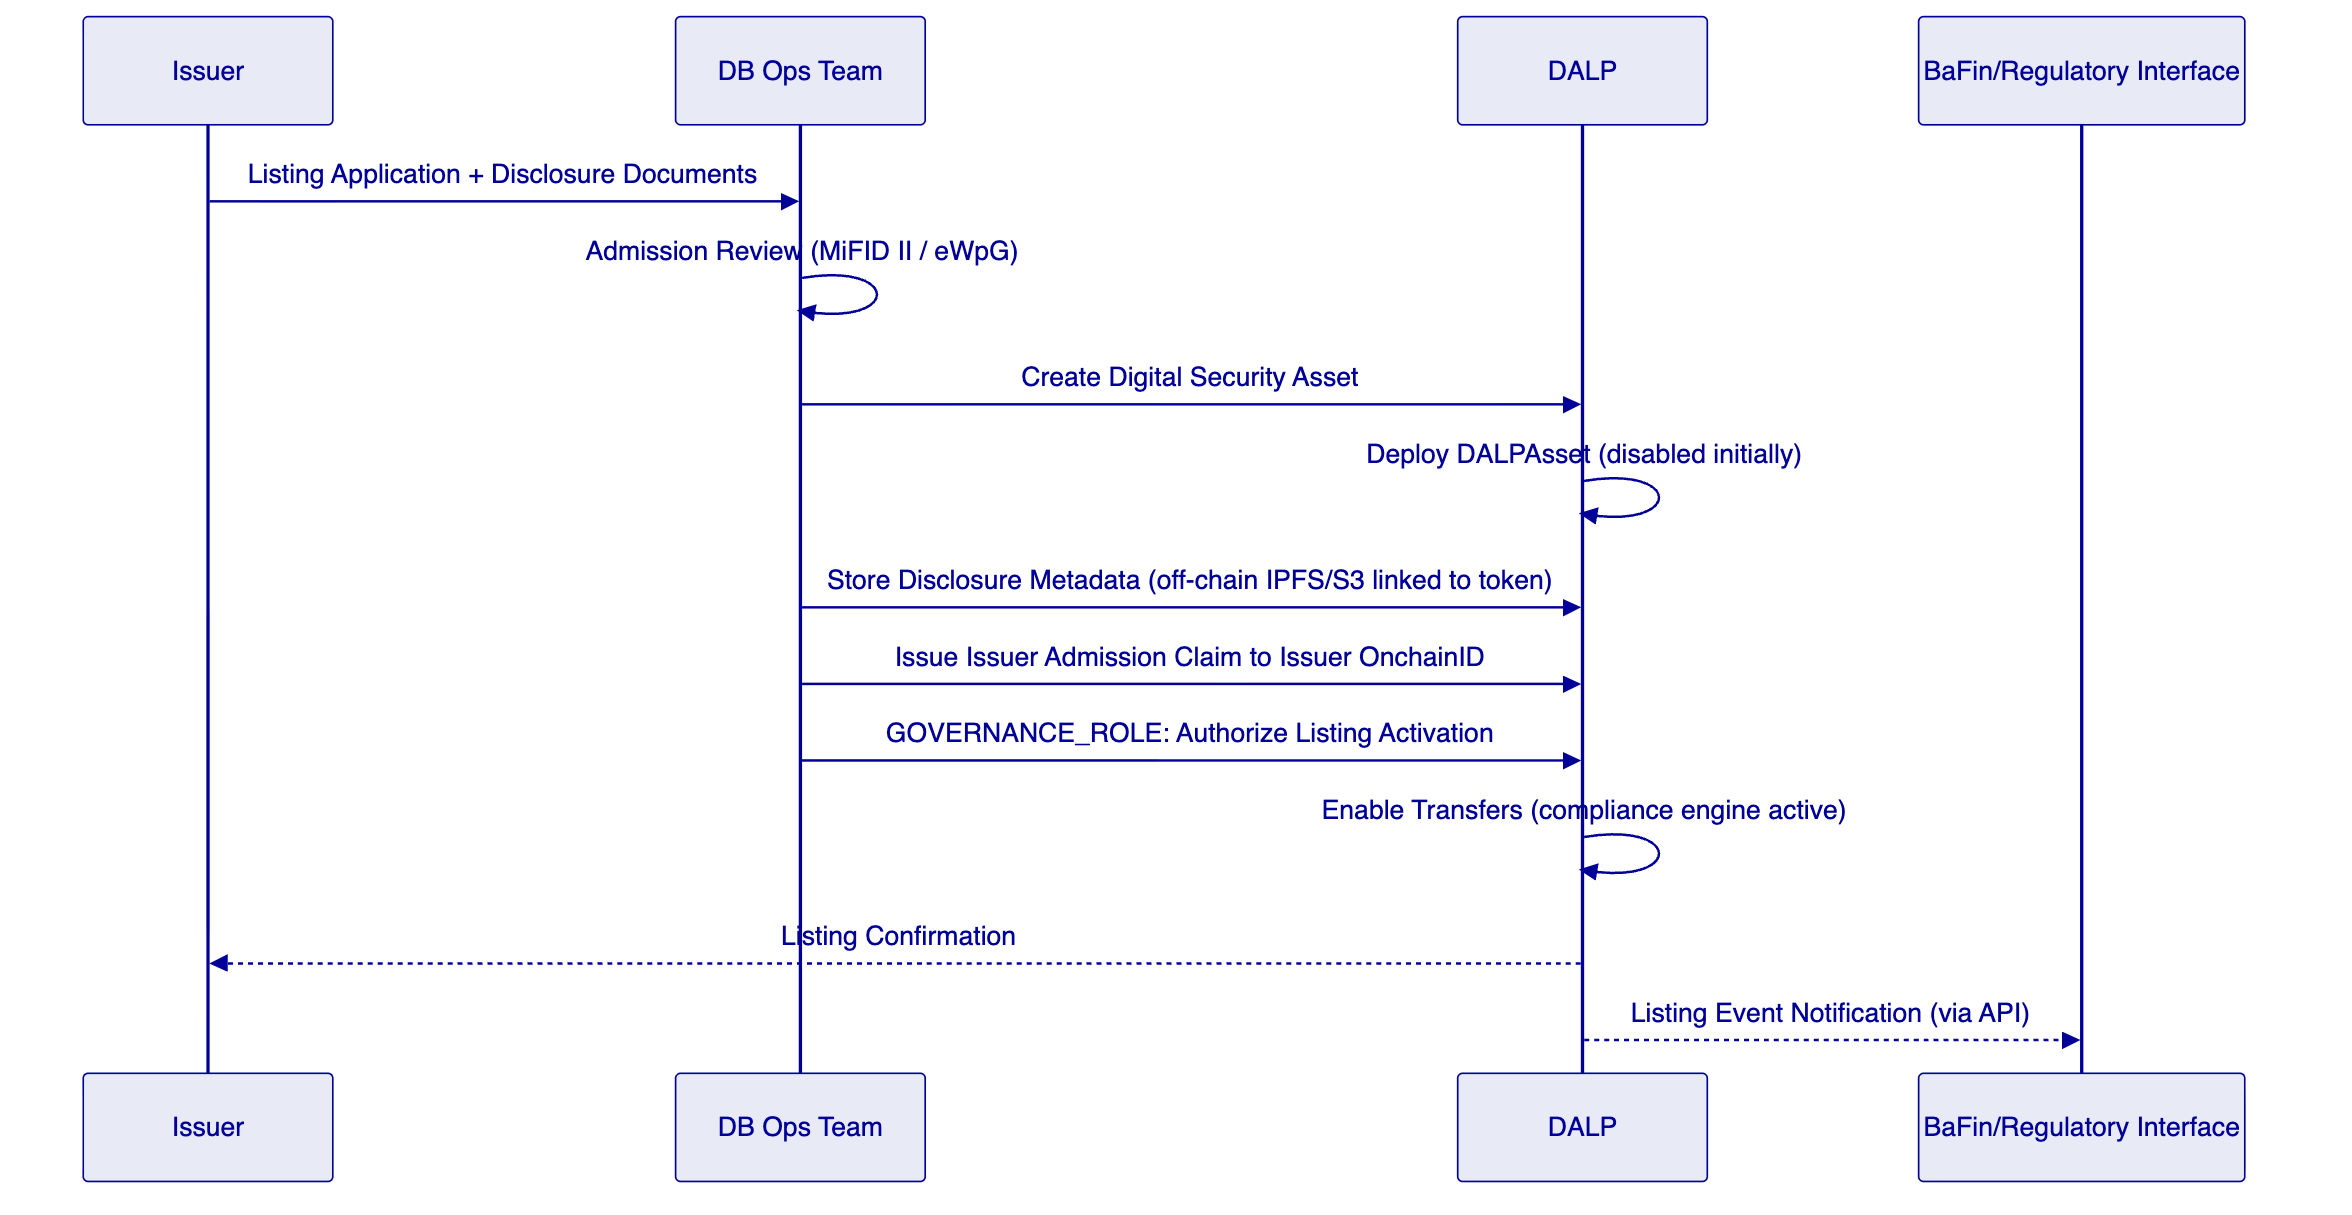 Issuer
DB Ops Team
DALP
BaFin/Regulatory Interface
Listing Application + Disclosure Documents
Admission Review (MiFID II / eWpG)
Create Digital Security Asset
Deploy DALPAsset (disabled initially)
Store Disclosure Metadata (off-chain IPFS/S3 linked to token)
Issue Issuer Admission Claim to Issuer OnchainID
GOVERNANCE_ROLE: Authorize Listing Activation
Enable Transfers (compliance engine active)
Listing Confirmation
Listing Event Notification (via API)
Issuer
DB Ops Team
DALP
BaFin/Regulatory Interface